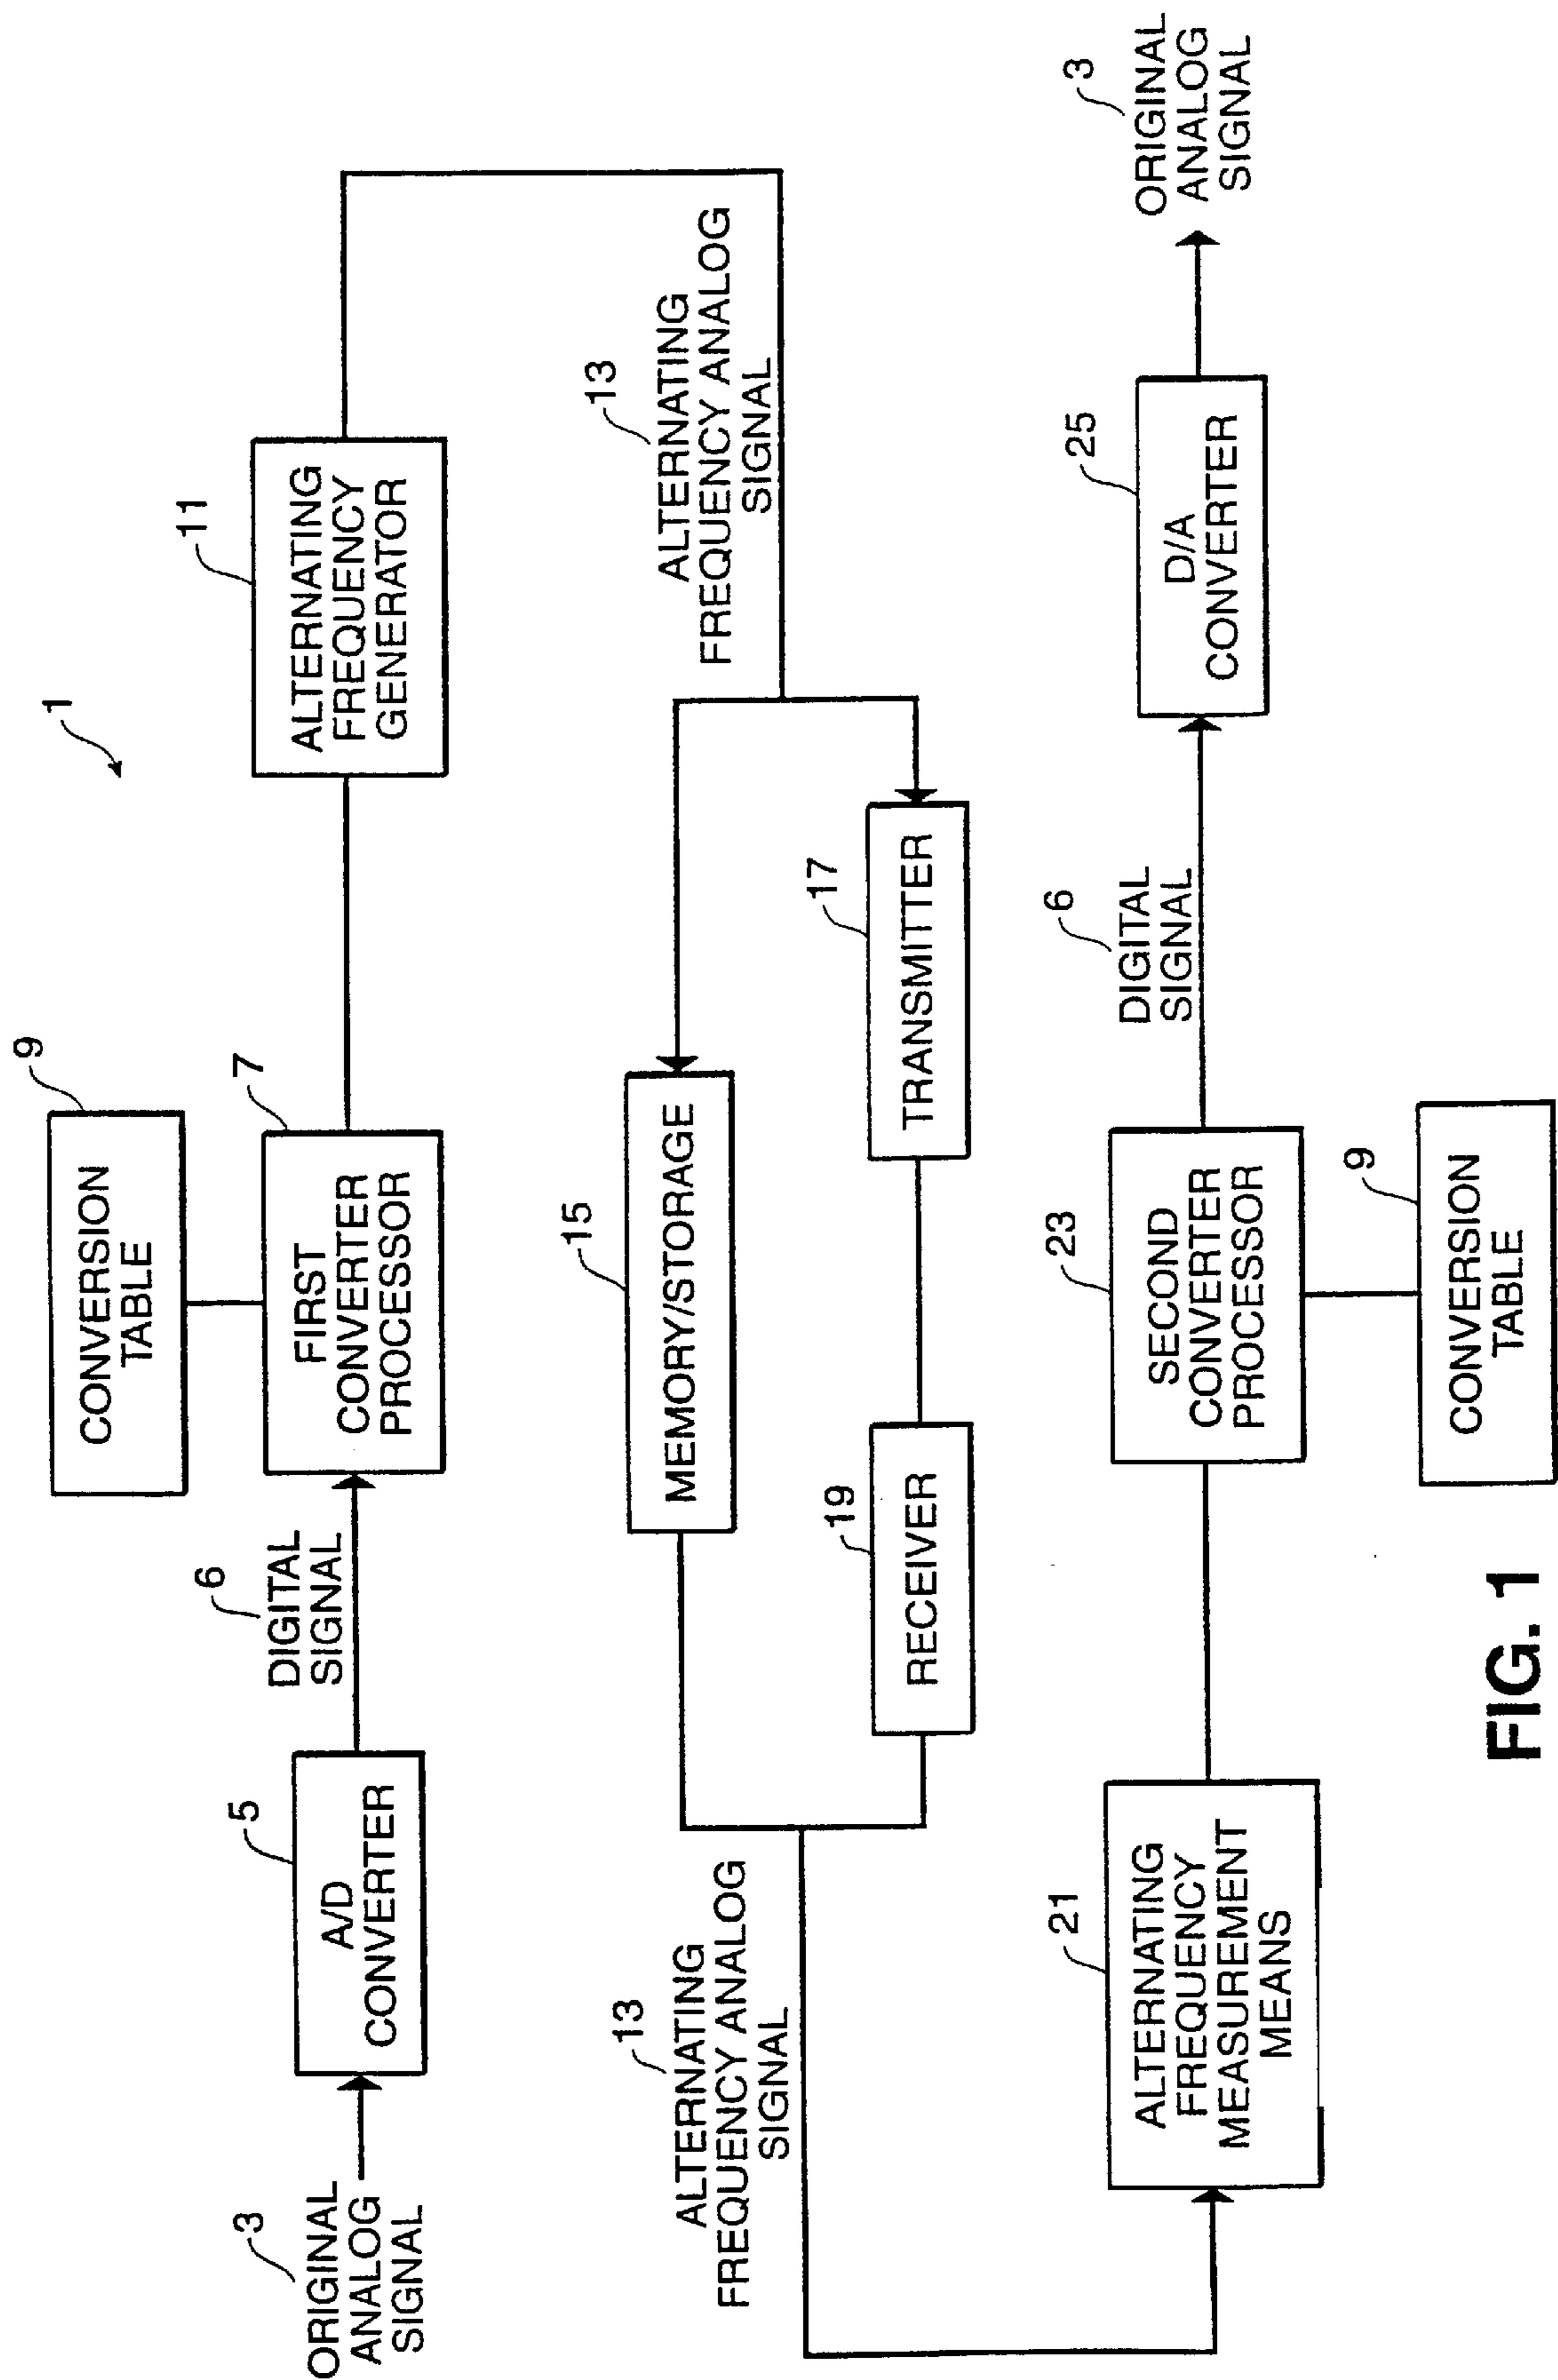 1
9
CONVERSION
TABLE
3
ORIGINAL
ANALOG
SIGNAL
5
A/D
CONVERTER
6
DIGITAL
SIGNAL
7
FIRST
CONVERTER
PROCESSOR
11
ALTERNATING
FREQUENCY
GENERATOR
13
ALTERNATING
FREQUENCY ANALOG
SIGNAL
15
MEMORY/STORAGE
17
TRANSMITTER
19
RECEIVER
13
ALTERNATING
FREQUENCY ANALOG
SIGNAL
21
ALTERNATING
FREQUENCY
MEASUREMENT
MEANS
23
SECOND
CONVERTER
PROCESSOR
9
CONVERSION
TABLE
6
DIGITAL
SIGNAL
25
D/A
CONVERTER
3
ORIGINAL
ANALOG
SIGNAL
FIG. 1